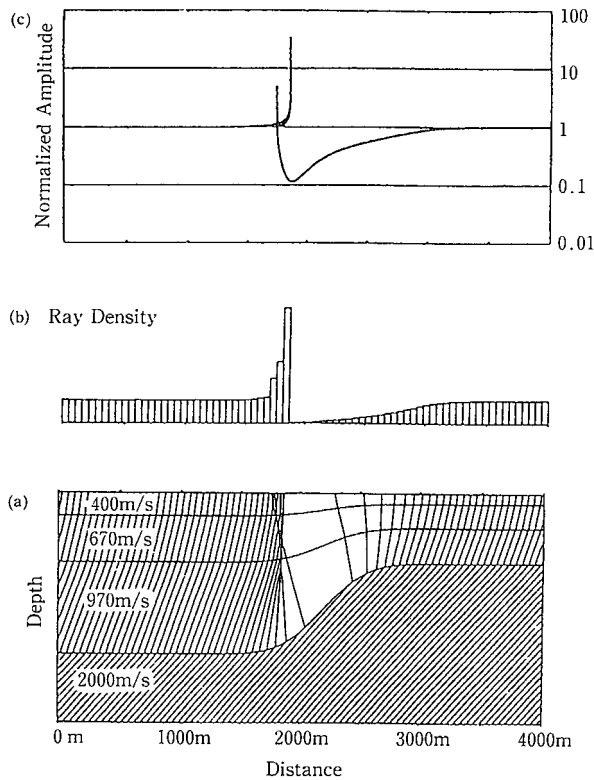 (c)
Normalized Amplitude
100
10
1
0.1
0.01
(b) Ray Density
(a)
Depth
400m/s
670m/s
970m/s
2000m/s
0 m 1000m 2000m 3000m 4000m
Distance